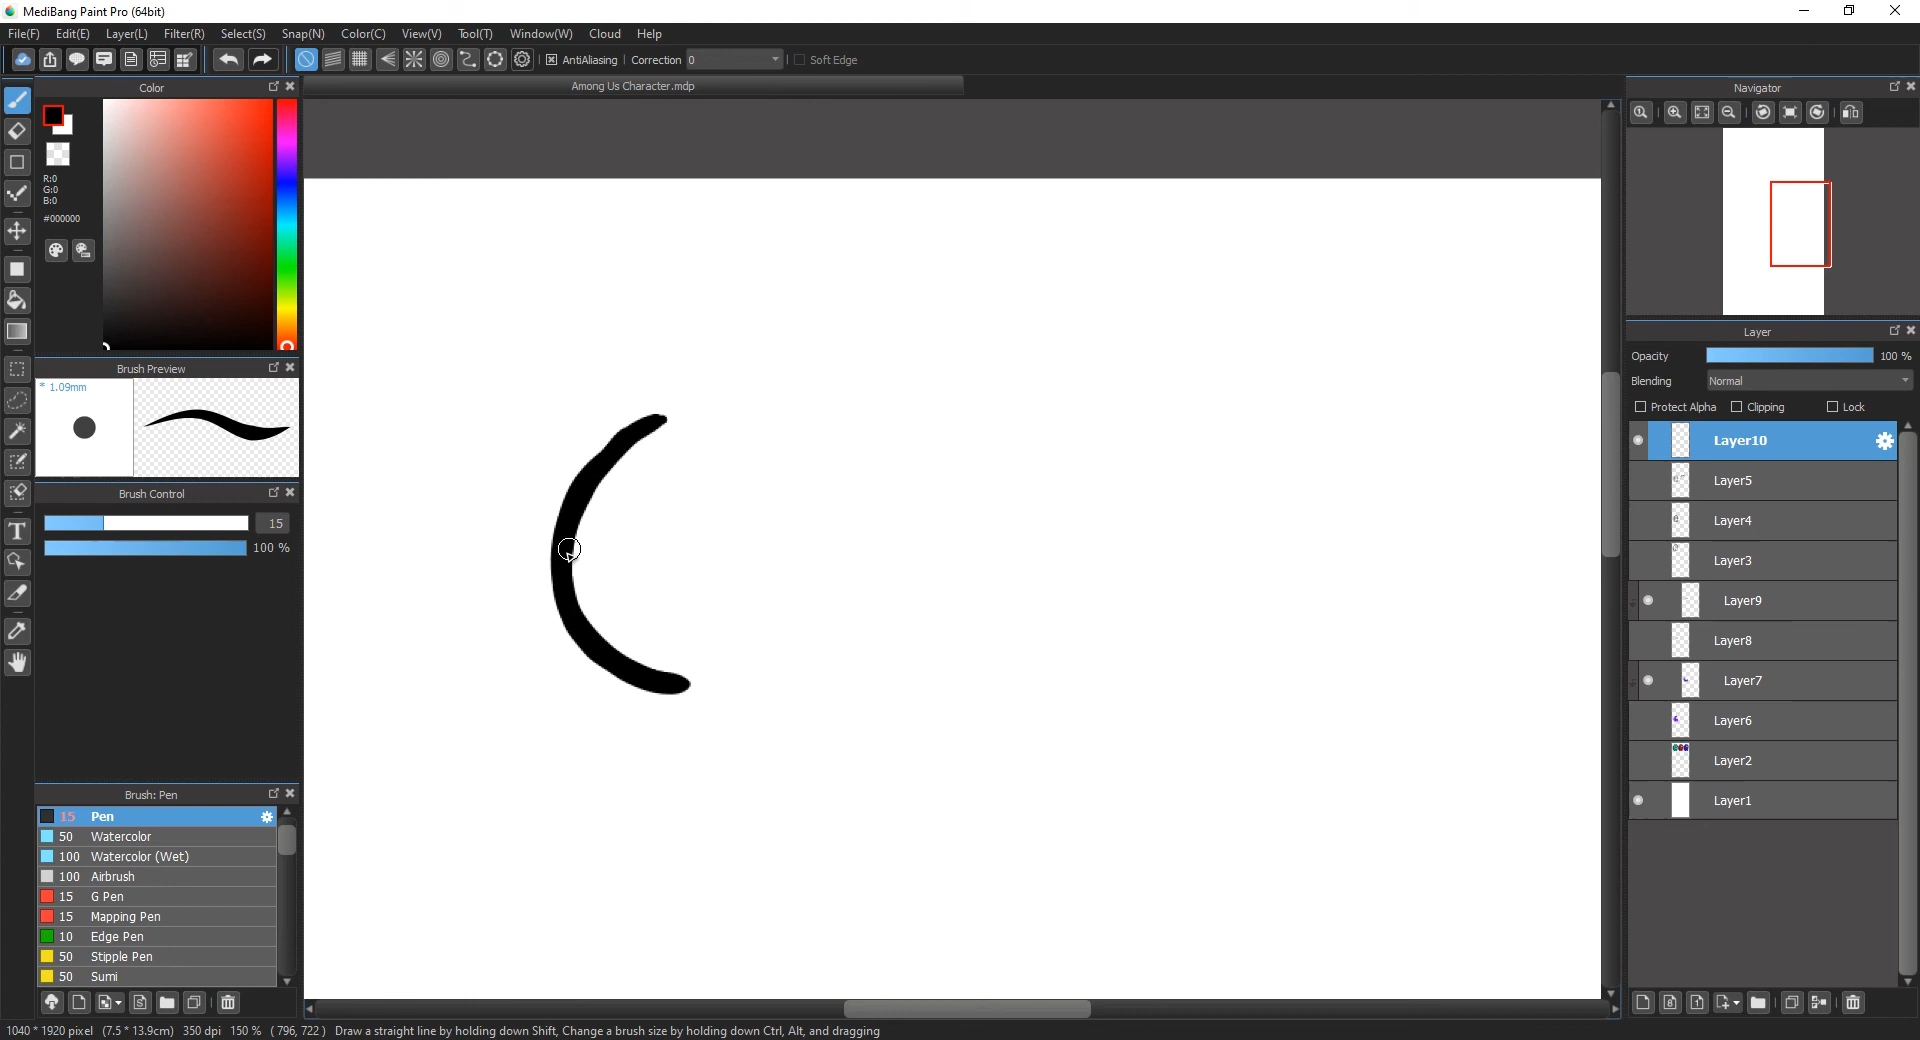 MediBang Paint Pro (64bit)
File(F) Edit(E) Layer(L) Filter(R) Select(S) Snap(N) Color(C) View(V) Tool(T) Window(W) Cloud Help
AntiAliasing Correction 0 Soft Edge
Color
Among Us Character.mdp
Navigator
R:0
G:0
B:0
#000000
Brush Preview
* 1.09mm
Brush Control
15
100 %
Brush: Pen
15 Pen
50 Watercolor
100 Watercolor (Wet)
100 Airbrush
15 G Pen
15 Mapping Pen
10 Edge Pen
50 Stipple Pen
50 Sumi
Layer
Opacity 100 %
Blending Normal
Protect Alpha Clipping Lock
Layer10
Layer5
Layer4
Layer3
Layer9
Layer8
Layer7
Layer6
Layer2
Layer1
1040 * 1920 pixel (7.5 * 13.9cm) 350 dpi 150 % ( 796, 722 ) Draw a straight line by holding down Shift, Change a brush size by holding down Ctrl, Alt, and dragging